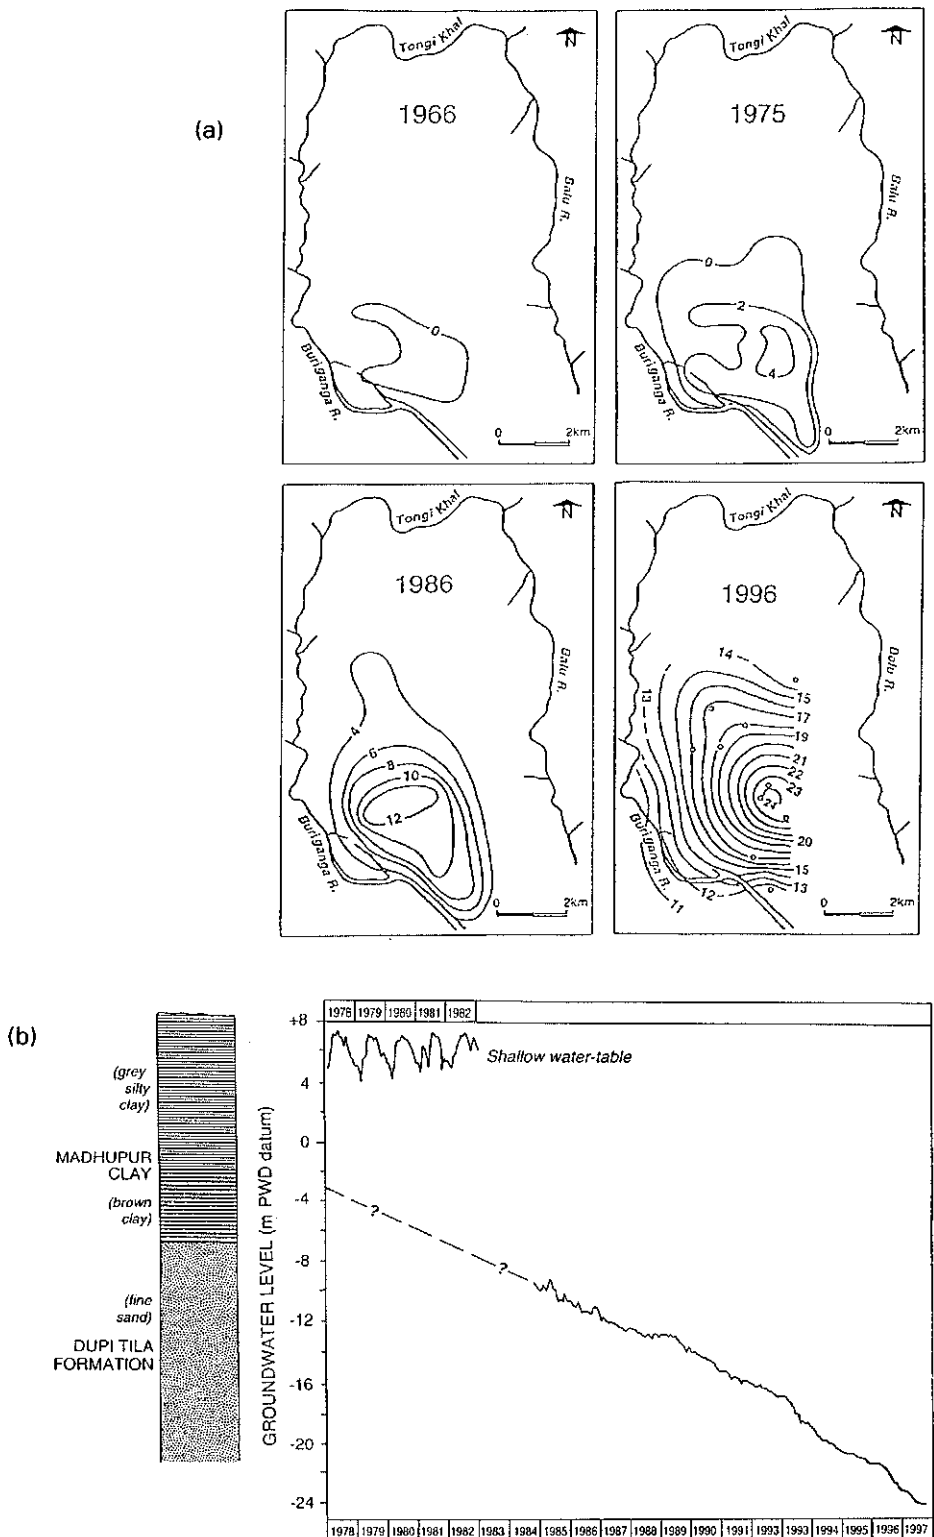 (a)
Tongi Khal
N
1966
Balu R.
0
Buriganga R.
0 2km
Tongi Khal
N
1975
Balu R.
0
2
4
Buriganga R.
0 2km
Tongi Khal
N
1986
Balu R.
4
6
8
10
12
Buriganga R.
0 2km
Tongi Khal
N
1996
Balu R.
14
13
15
17
19
21
22
23
24
20
15
13
12
11
Buriganga R.
0 2km
(b)
(grey
silty
clay)
MADHUPUR
CLAY
(brown
clay)
(fine
sand)
DUPI TILA
FORMATION
GROUNDWATER LEVEL (m PWD datum)
1978 1979 1980 1981 1982
+8
Shallow water-table
4
0
-4
?
-8
?
-12
-16
-20
-24
1978 1979 1980 1981 1982 1983 1984 1985 1986 1987 1988 1989 1990 1991 1992 1993 1994 1995 1996 1997